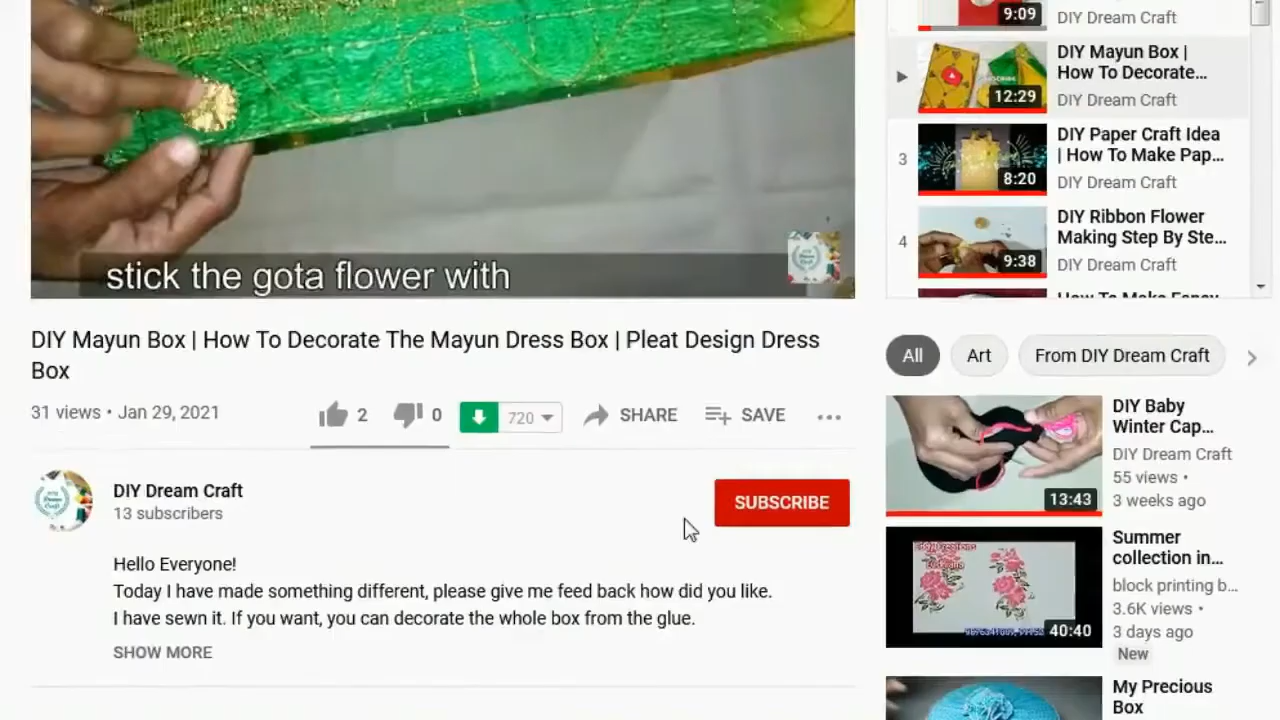 stick the gota flower with
DIY Mayun Box | How To Decorate The Mayun Dress Box | Pleat Design Dress
Box
31 views • Jan 29, 2021
2
0
720
SHARE
SAVE
DIY Dream Craft
13 subscribers
SUBSCRIBE
Hello Everyone!
Today I have made something different, please give me feed back how did you like.
I have sewn it. If you want, you can decorate the whole box from the glue.
SHOW MORE
9:09
DIY Dream Craft
DIY Mayun Box |
How To Decorate...
DIY Dream Craft
12:29
3
DIY Paper Craft Idea
| How To Make Pap...
DIY Dream Craft
8:20
4
DIY Ribbon Flower
Making Step By Ste...
DIY Dream Craft
9:38
How To Make Fancy
All
Art
From DIY Dream Craft
DIY Baby
Winter Cap...
DIY Dream Craft
55 views •
3 weeks ago
13:43
Summer
collection in...
block printing b...
3.6K views •
3 days ago
New
40:40
My Precious
Box